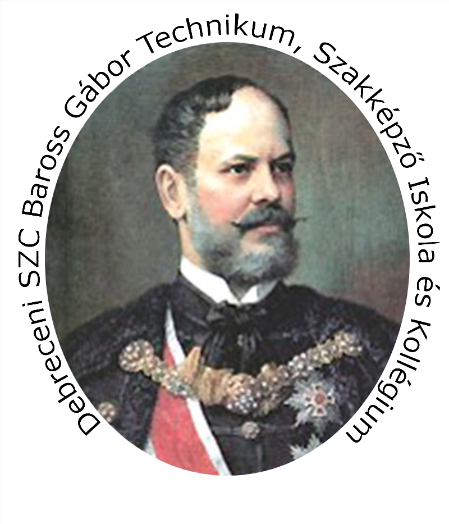 Debreceni SZC Baross Gábor Technikum, Szakképző Iskola és Kollégium